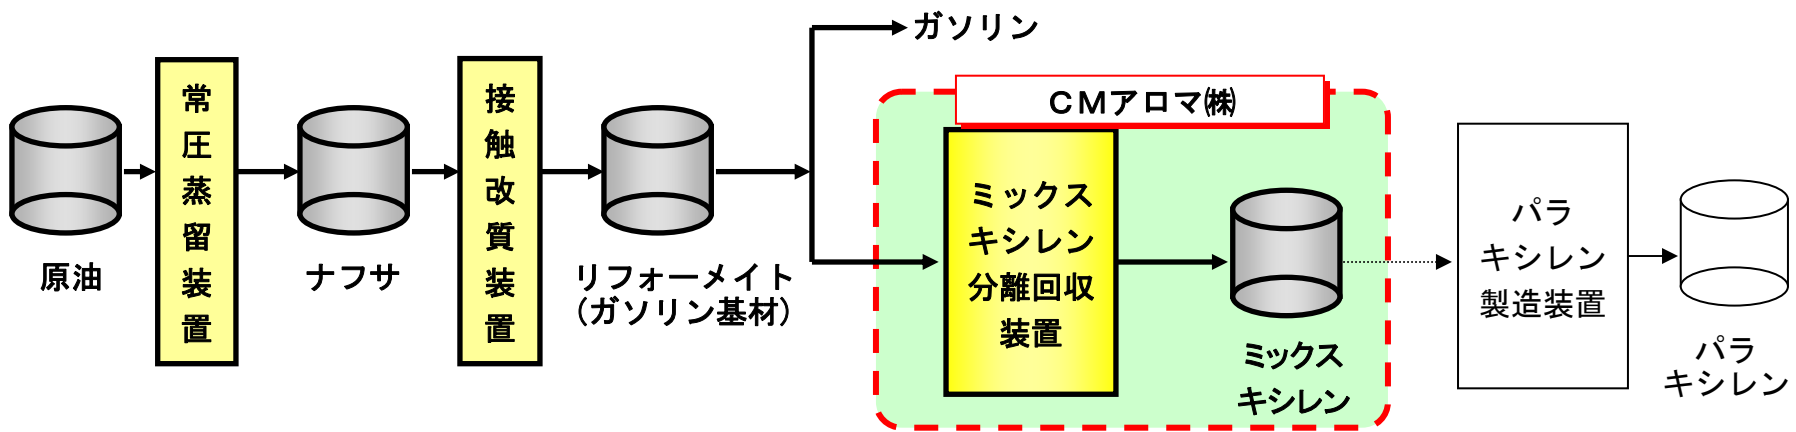 原油
常圧蒸留装置
ナフサ
接触改質装置
リフォーメイト
（ガソリン基材）
ガソリン
ＣＭアロマ㈱
ミックス
キシレン
分離回収
装置
ミックス
キシレン
パラ
キシレン
製造装置
パラ
キシレン